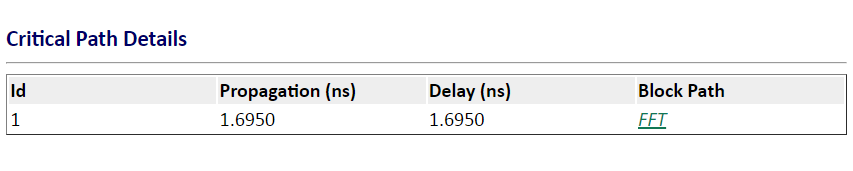 Critical Path Details
Id Propagation (ns) Delay (ns) Block Path
1 1.6950 1.6950 FFT